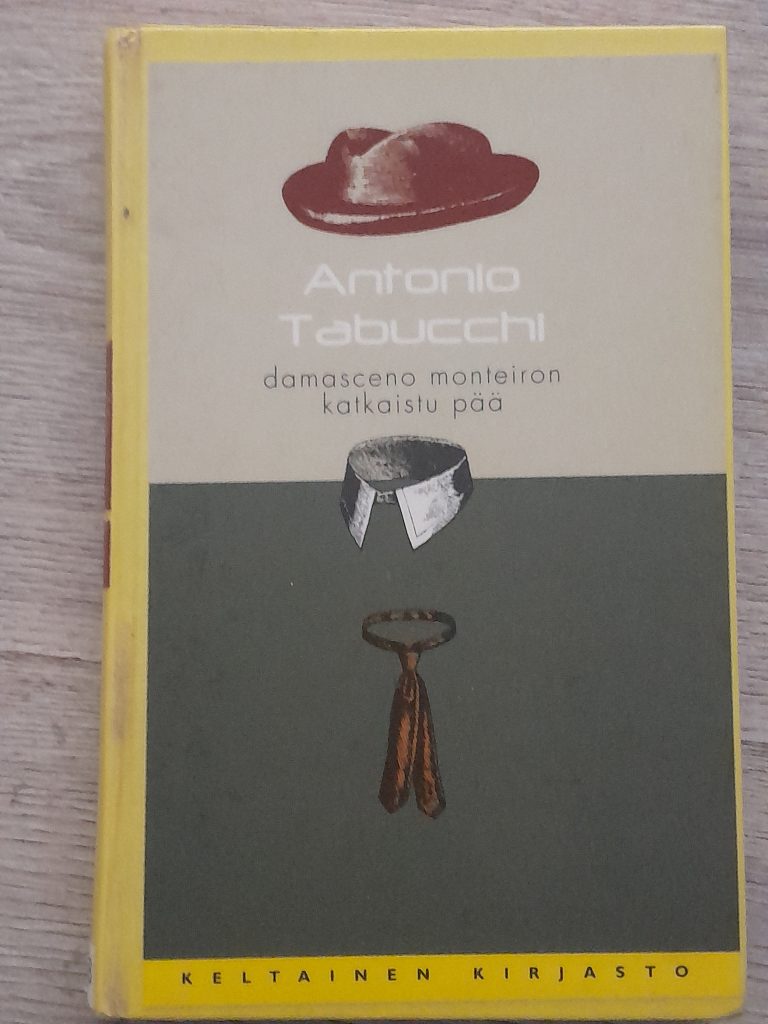 Antonio
Tabucchi
damasceno monteiron
katkaistu pää
KELTAINEN KIRJASTO